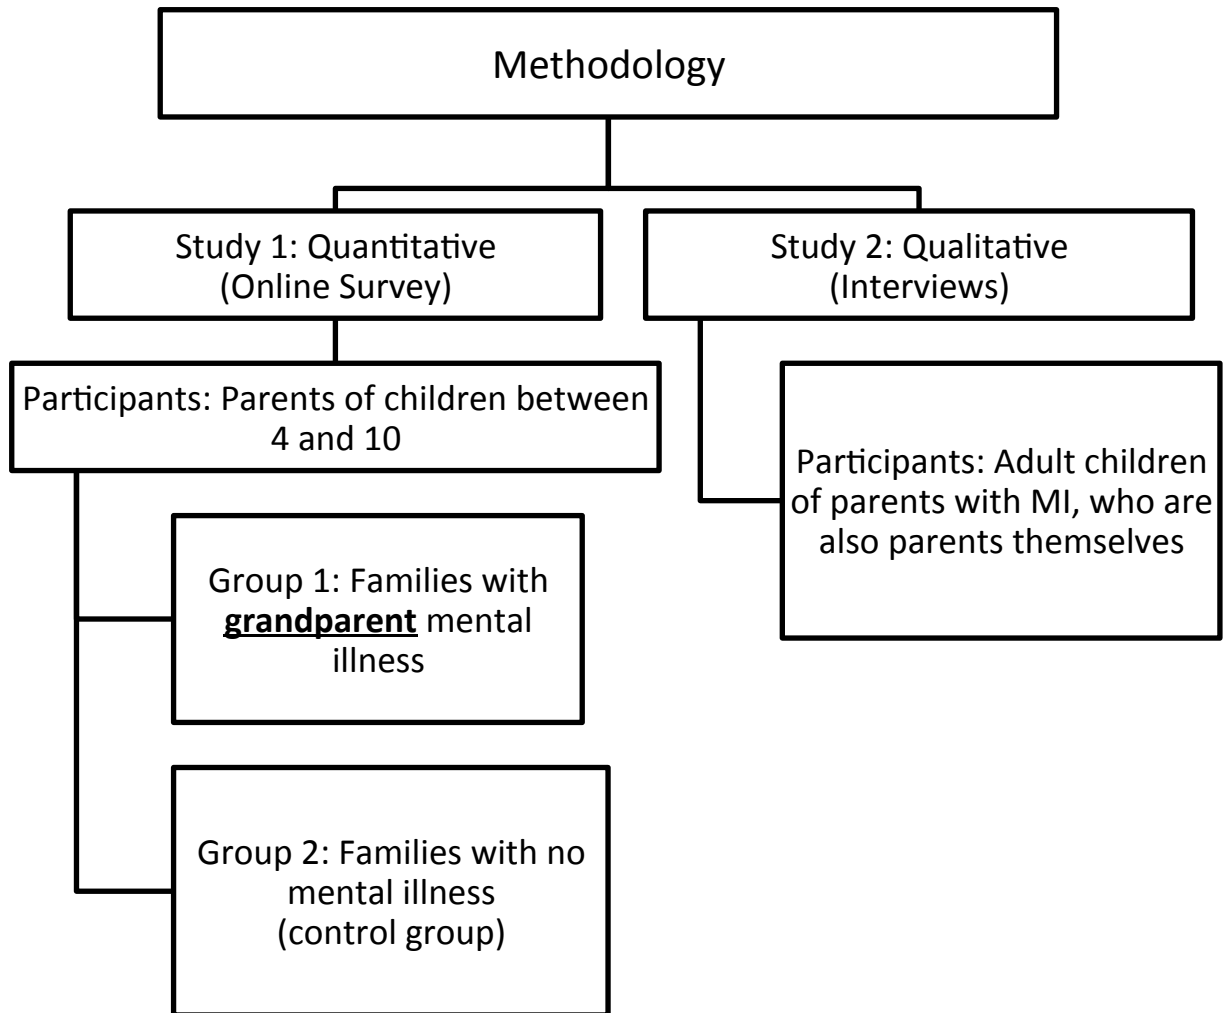 Methodology
Study 1: Quantitative
(Online Survey)
Study 2: Qualitative
(Interviews)
Participants: Parents of children between
4 and 10
Participants: Adult children
of parents with MI, who are
also parents themselves
Group 1: Families with
grandparent mental
illness
Group 2: Families with no
mental illness
(control group)